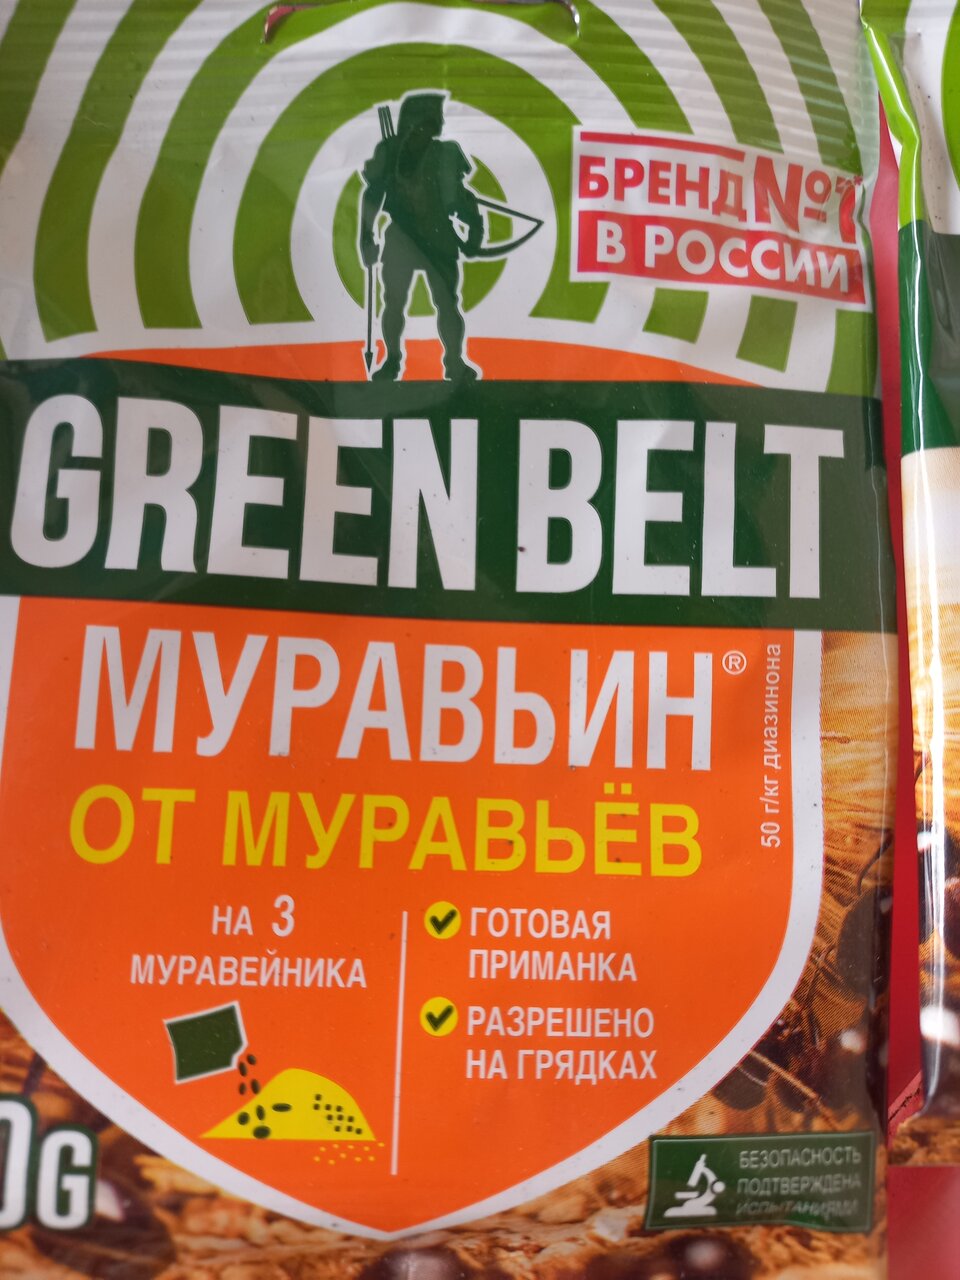 БРЕНД №1
В РОССИИ
GREEN BELT
МУРАВЬИН®
50 г/кг диазинона
ОТ МУРАВЬЁВ
НА 3
МУРАВЕЙНИКА
ГОТОВАЯ
ПРИМАНКА
РАЗРЕШЕНО
НА ГРЯДКАХ
0G
БЕЗОПАСНОСТЬ
ПОДТВЕРЖДЕНА
ИСПЫТАНИЯМИ